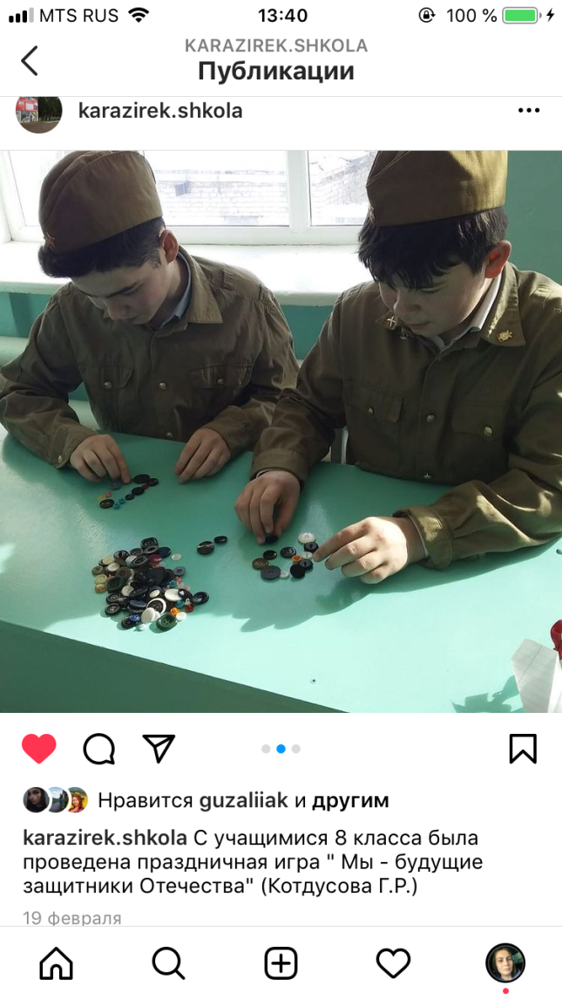 MTS RUS 13:40 100 %
KARAZIREK.SHKOLA
Публикации
karazirek.shkola
Нравится guzaliiak и другим
karazirek.shkola С учащимися 8 класса была
проведена праздничная игра " Мы - будущие
защитники Отечества" (Котдусова Г.Р.)
19 февраля